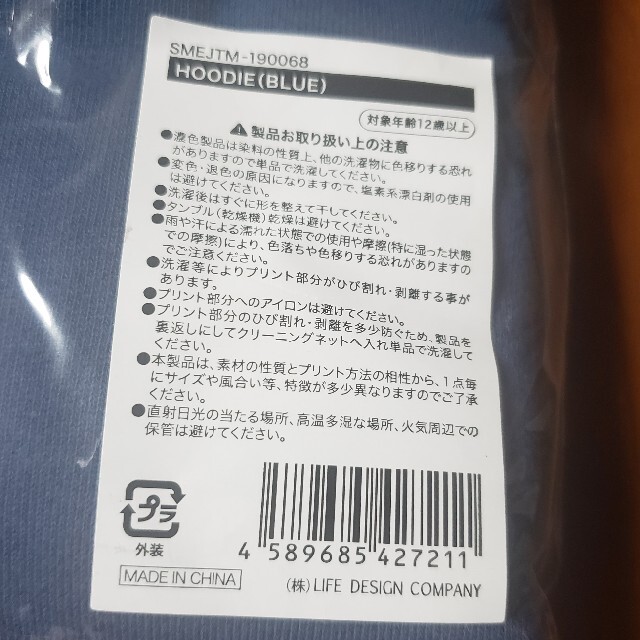 SMEJTM-190068
HOODIE(BLUE)
対象年齢12歳以上
⚠製品お取り扱い上の注意
●濃色製品は染料の性質上、他の洗濯物に色移りする恐れ
がありますので単品で洗濯してください。
●変色・退色の原因になりますので、塩素系漂白剤の使用
は避けてください。
●洗濯後はすぐに形を整えて干してください。
●タンブル(乾燥機)乾燥は避けてください。
●雨や汗による濡れた状態での使用や摩擦(特に湿った状態
での摩擦)により、色落ちや色移りする恐れがありますの
でご注意ください。
●洗濯等によりプリント部分がひび割れ・剥離する事が
あります。
●プリント部分へのアイロンは避けてください。
●プリント部分のひび割れ・剥離を多少防ぐため、製品を
裏返しにしてクリーニングネットへ入れ単品で洗濯して
ください。
●本製品は、素材の性質とプリント方法の相性から、1点毎
にサイズや風合い等、特徴が多少異なりますのでご了承
ください。
●直射日光の当たる場所、高温多湿な場所、火気周辺での
保管は避けてください。
プラ
外装
MADE IN CHINA
4 589685 427211
(株)LIFE DESIGN COMPANY